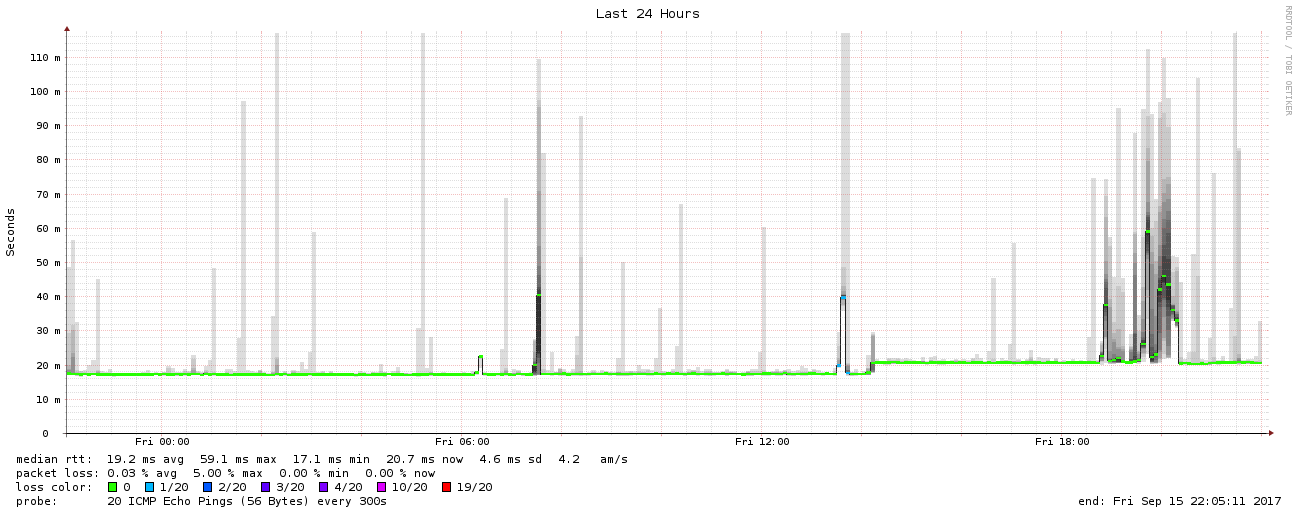 Last 24 Hours
RRDTOOL / TOBI OETIKER
Seconds
110 m
100 m
90 m
80 m
70 m
60 m
50 m
40 m
30 m
20 m
10 m
0
Fri 00:00 Fri 06:00 Fri 12:00 Fri 18:00
median rtt: 19.2 ms avg 59.1 ms max 17.1 ms min 20.7 ms now 4.6 ms sd 4.2 am/s
packet loss: 0.03 % avg 5.00 % max 0.00 % min 0.00 % now
loss color: 0 1/20 2/20 3/20 4/20 10/20 19/20
probe: 20 ICMP Echo Pings (56 Bytes) every 300s end: Fri Sep 15 22:05:11 2017